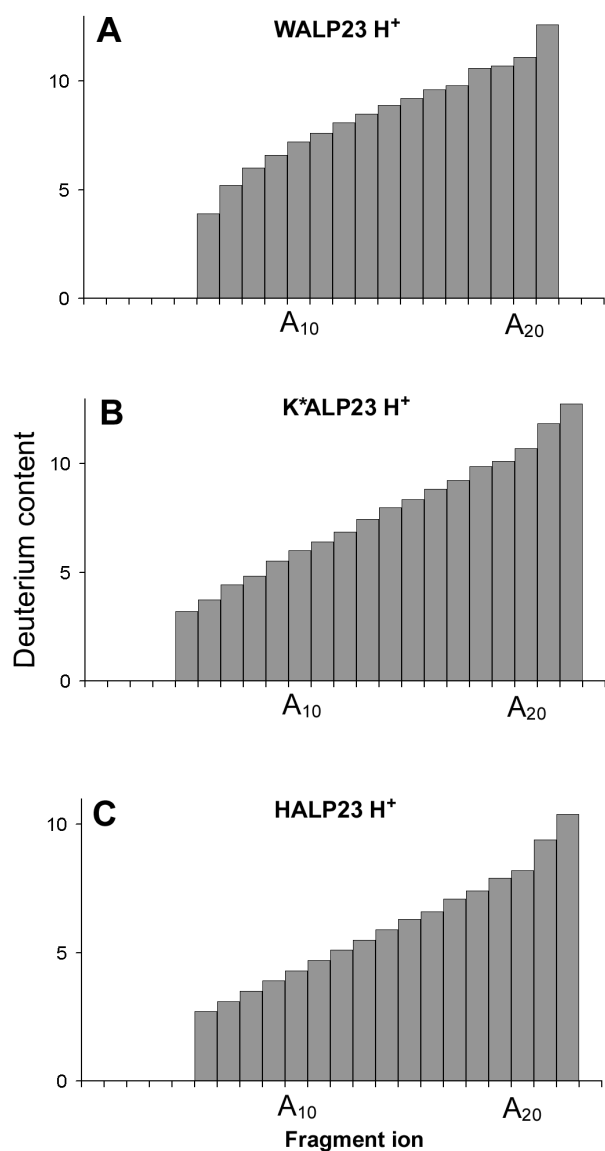 A
WALP23 H⁺
10
5
0
A₁₀
A₂₀
B
K*ALP23 H⁺
Deuterium content
10
5
0
A₁₀
A₂₀
C
HALP23 H⁺
10
5
0
A₁₀
A₂₀
Fragment ion